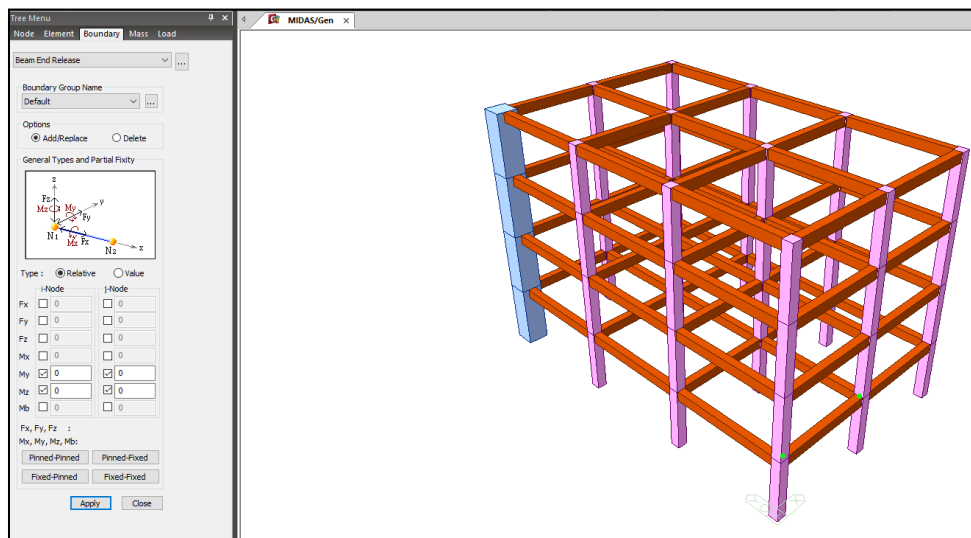 Tree Menu
MIDAS/Gen
Node Element Boundary Mass Load
Beam End Release
...
Boundary Group Name
Default
...
Options
Add/Replace Delete
General Types and Partial Fixity
z
y
Fz
Mz My Fy
N1 Mx Fx
N2 x
Type : Relative Value
i-Node j-Node
Fx 0 0
Fy 0 0
Fz 0 0
Mx 0 0
My 0 0
Mz 0 0
Mb 0 0
Fx, Fy, Fz :
Mx, My, Mz, Mb:
Pinned-Pinned Pinned-Fixed
Fixed-Pinned Fixed-Fixed
Apply Close